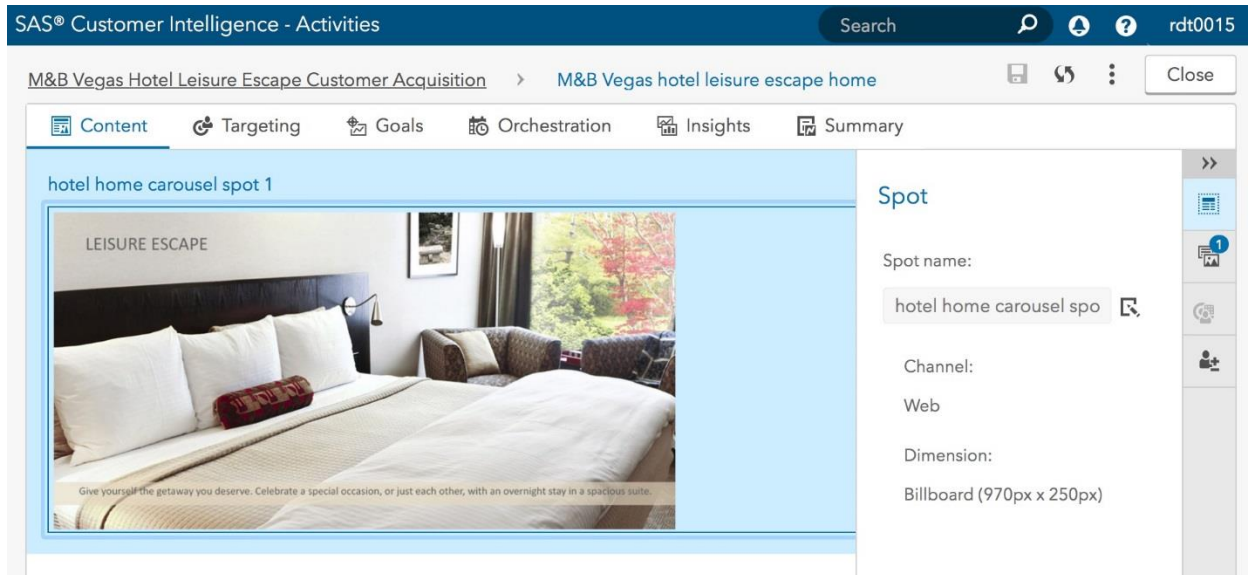 SAS® Customer Intelligence - Activities
Search
rdt0015
M&B Vegas Hotel Leisure Escape Customer Acquisition > M&B Vegas hotel leisure escape home
Close
Content Targeting Goals Orchestration Insights Summary
hotel home carousel spot 1
LEISURE ESCAPE
Give yourself the getaway you deserve. Celebrate a special occasion, or just each other, with an overnight stay in a spacious suite.
Spot
Spot name:
hotel home carousel spo
Channel:
Web
Dimension:
Billboard (970px x 250px)
1